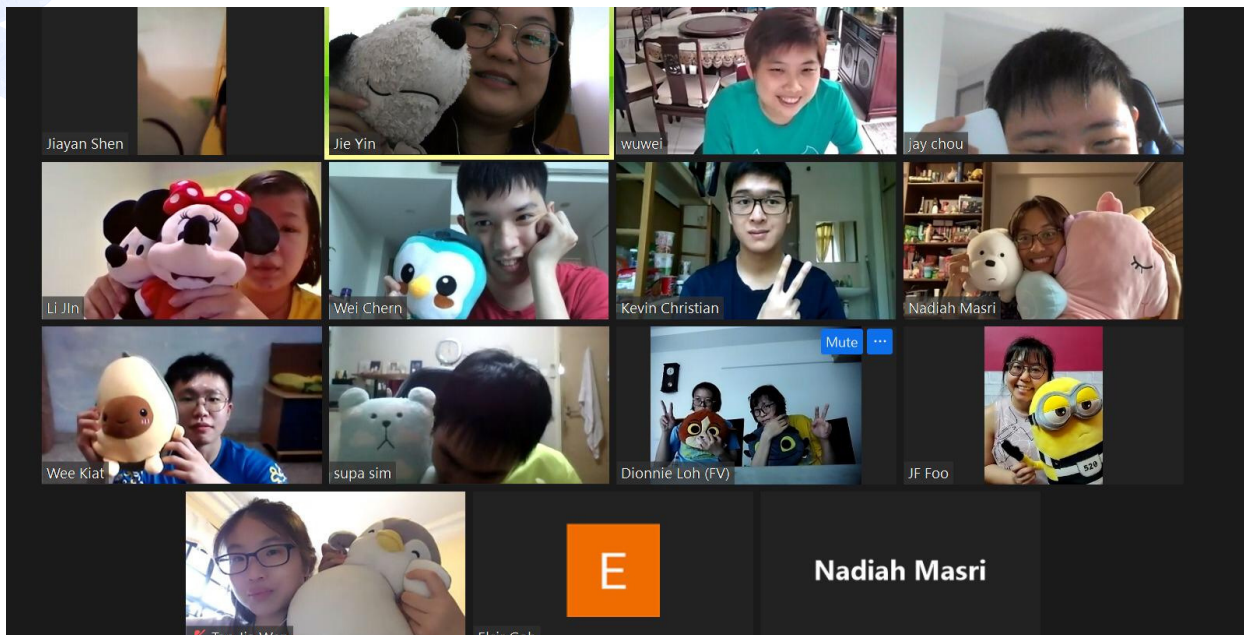 Jiayan Shen
Jie Yin
wuwei
jay chou
Li JIn
Wei Chern
Kevin Christian
Nadiah Masri
Wee Kiat
supa sim
Mute ...
Dionnie Loh (FV)
JF Foo
520
E
Nadiah Masri